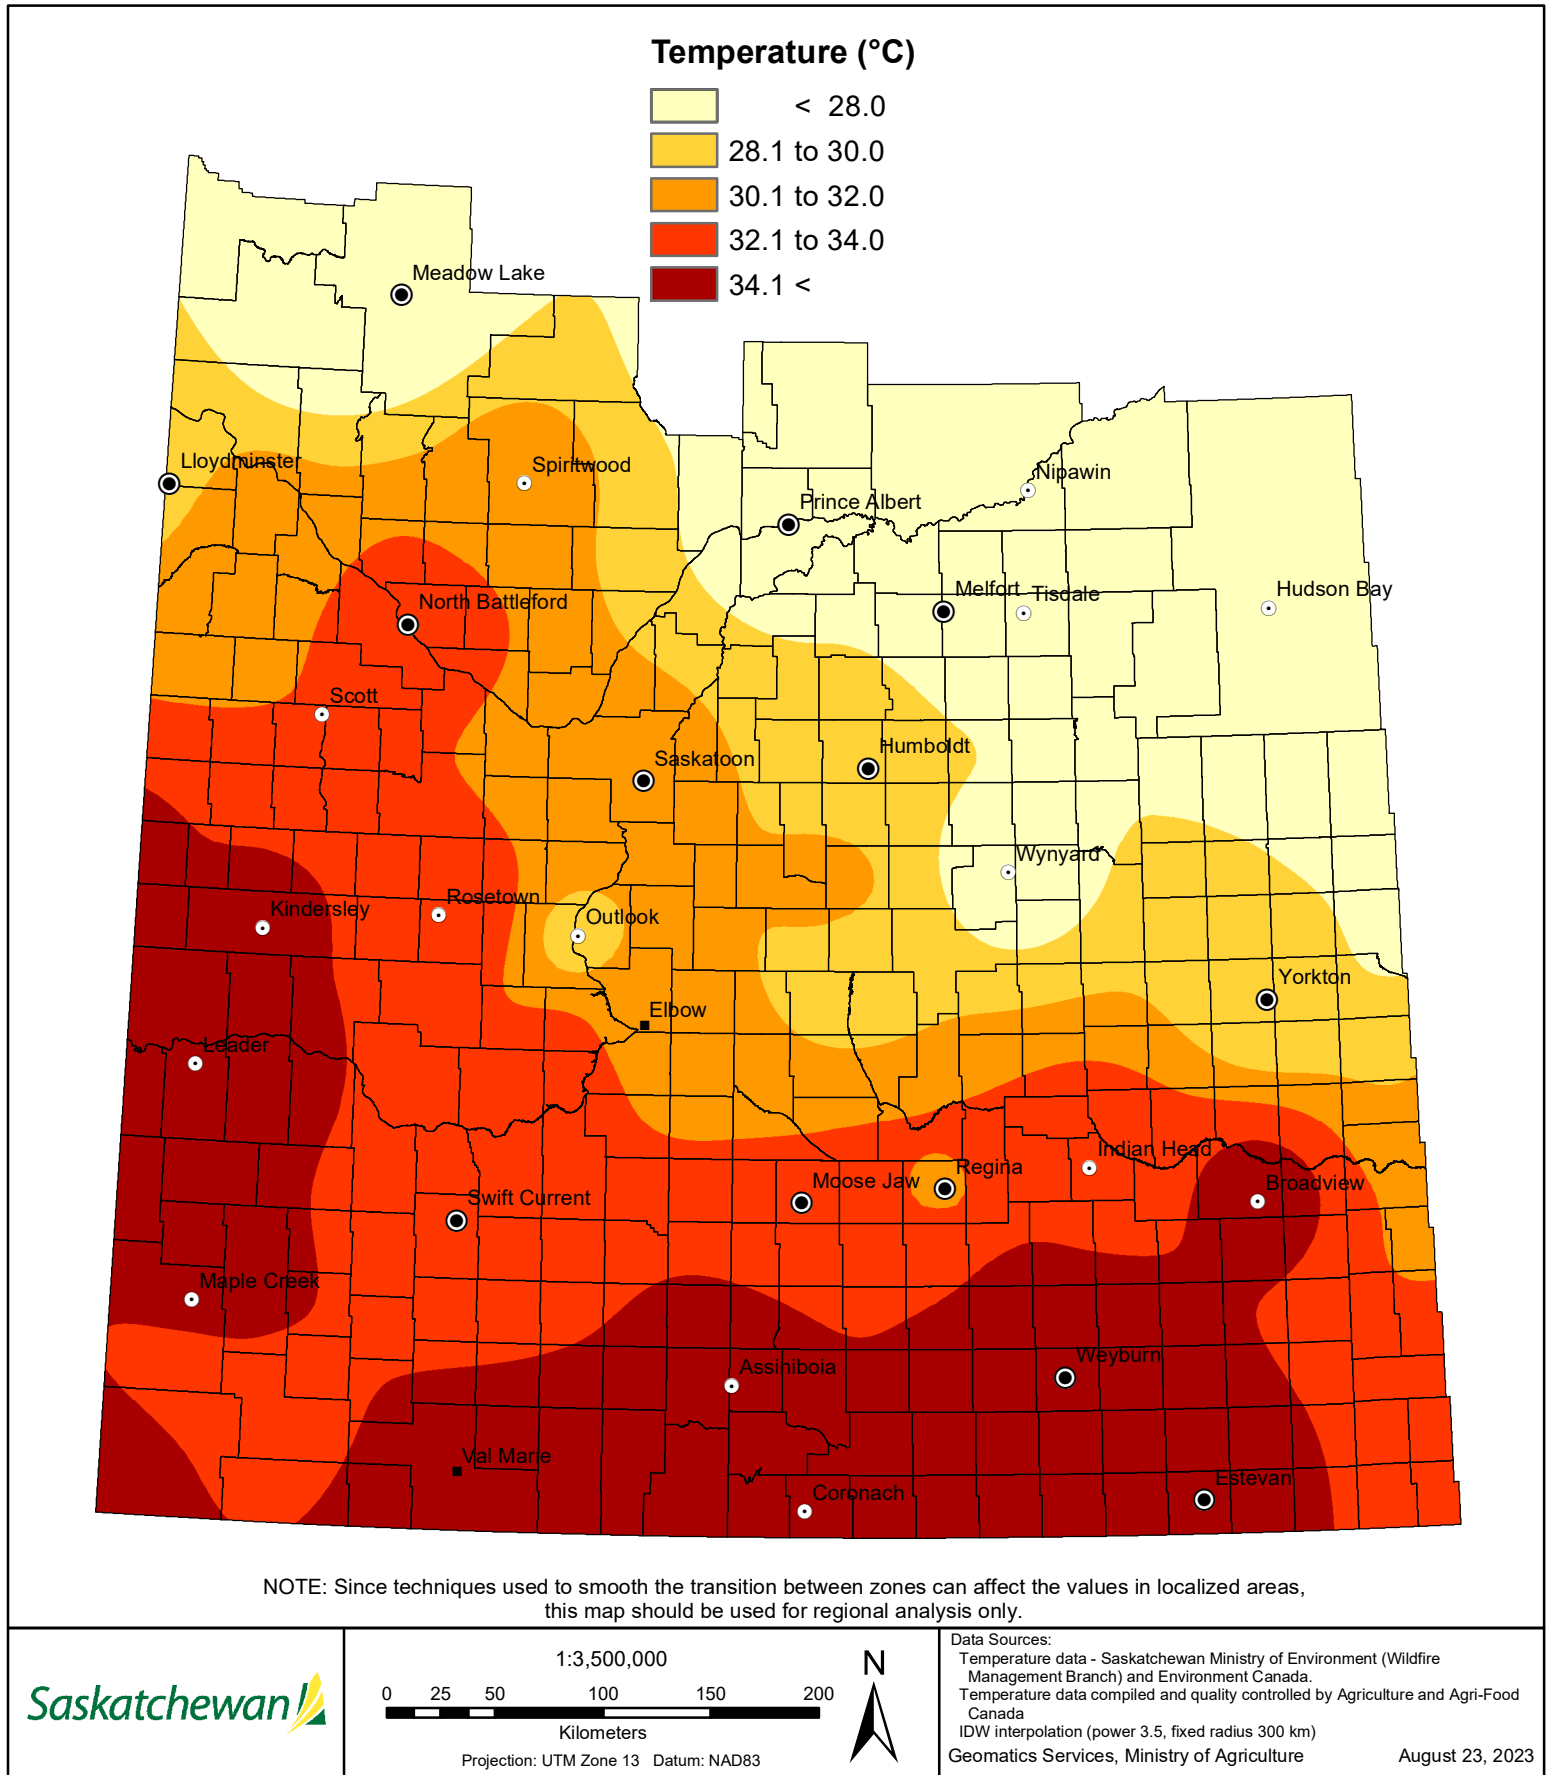 Temperature (°C)
< 28.0
28.1 to 30.0
30.1 to 32.0
32.1 to 34.0
34.1 <
Meadow Lake
Lloydminster
Spiritwood
Nipawin
Prince Albert
North Battleford
Melfort
Tisdale
Hudson Bay
Scott
Saskatoon
Humboldt
Wynyard
Kindersley
Rosetown
Outlook
Yorkton
Elbow
Leader
Indian Head
Regina
Moose Jaw
Broadview
Swift Current
Maple Creek
Assiniboia
Weyburn
Val Marie
Coronach
Estevan
NOTE: Since techniques used to smooth the transition between zones can affect the values in localized areas,
this map should be used for regional analysis only.
Saskatchewan
1:3,500,000
0 25 50 100 150 200
Kilometers
Projection: UTM Zone 13 Datum: NAD83
N
Data Sources:
Temperature data - Saskatchewan Ministry of Environment (Wildfire
Management Branch) and Environment Canada.
Temperature data compiled and quality controlled by Agriculture and Agri-Food
Canada
IDW interpolation (power 3.5, fixed radius 300 km)
Geomatics Services, Ministry of Agriculture August 23, 2023